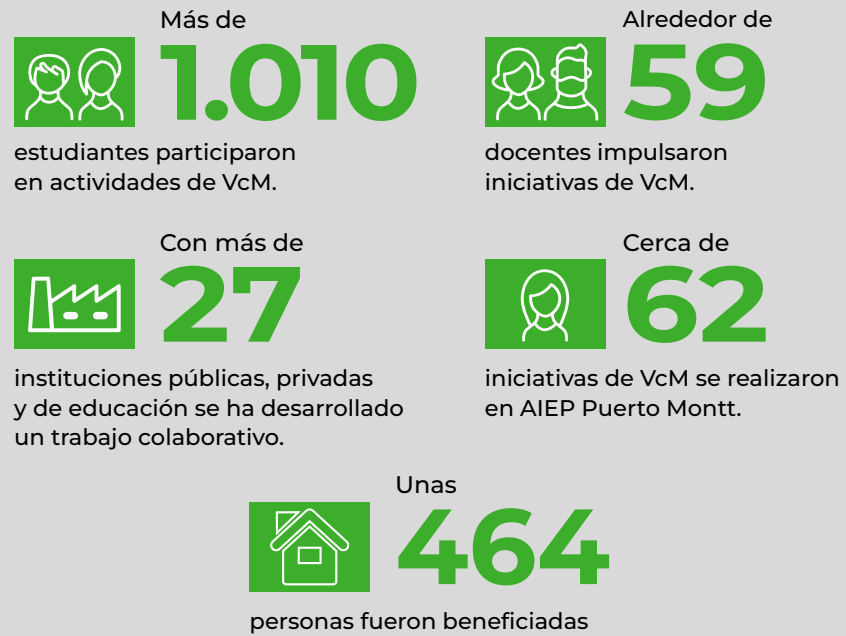 Más de
1.010
estudiantes participaron
en actividades de VcM.
Alrededor de
59
docentes impulsaron
iniciativas de VcM.
Con más de
27
instituciones públicas, privadas
y de educación se ha desarrollado
un trabajo colaborativo.
Cerca de
62
iniciativas de VcM se realizaron
en AIEP Puerto Montt.
Unas
464
personas fueron beneficiadas